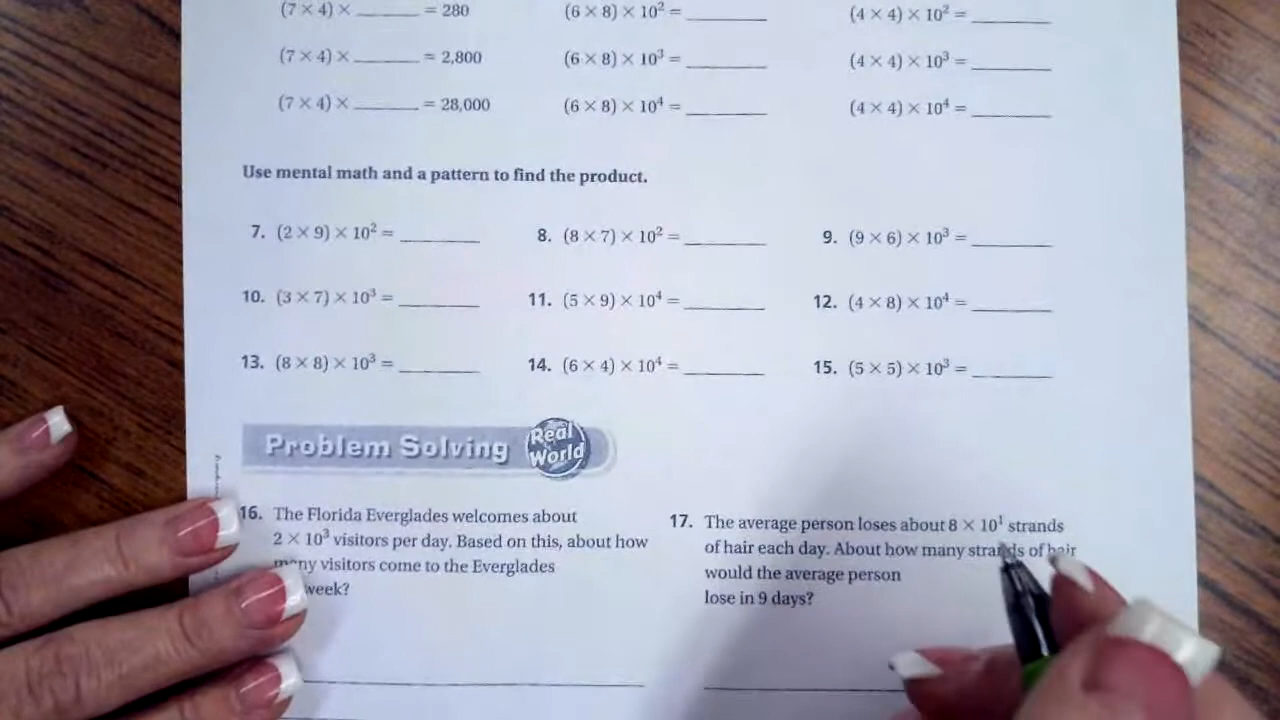 (7 × 4) × ______ = 280 (6 × 8) × 10² = ______ (4 × 4) × 10² = ______
(7 × 4) × ______ = 2,800 (6 × 8) × 10³ = ______ (4 × 4) × 10³ = ______
(7 × 4) × ______ = 28,000 (6 × 8) × 10⁴ = ______ (4 × 4) × 10⁴ = ______
Use mental math and a pattern to find the product.
7. (2 × 9) × 10² = ______ 8. (8 × 7) × 10² = ______ 9. (9 × 6) × 10³ = ______
10. (3 × 7) × 10³ = ______ 11. (5 × 9) × 10⁴ = ______ 12. (4 × 8) × 10⁴ = ______
13. (8 × 8) × 10³ = ______ 14. (6 × 4) × 10⁴ = ______ 15. (5 × 5) × 10³ = ______
Problem Solving Real World
16. The Florida Everglades welcomes about
2 × 10³ visitors per day. Based on this, about how
many visitors come to the Everglades
week?
17. The average person loses about 8 × 10¹ strands
of hair each day. About how many strands of hair
would the average person
lose in 9 days?